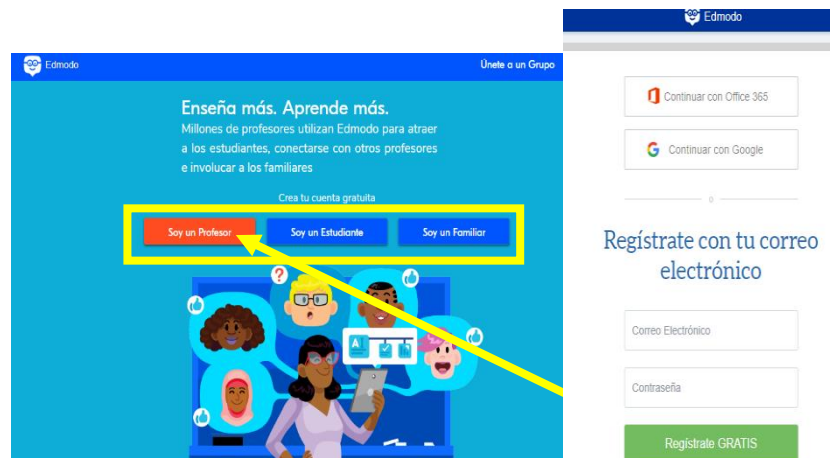 Edmodo
Únete a un Grupo
Enseña más. Aprende más.
Millones de profesores utilizan Edmodo para atraer
a los estudiantes, conectarse con otros profesores
e involucar a los familiares
Crea tu cuenta gratuita
Soy un Profesor
Soy un Estudiante
Soy un Familiar
?
A
Edmodo
Continuar con Office 365
G Continuar con Google
o
Regístrate con tu correo
electrónico
Correo Electrónico
Contraseña
Regístrate GRATIS